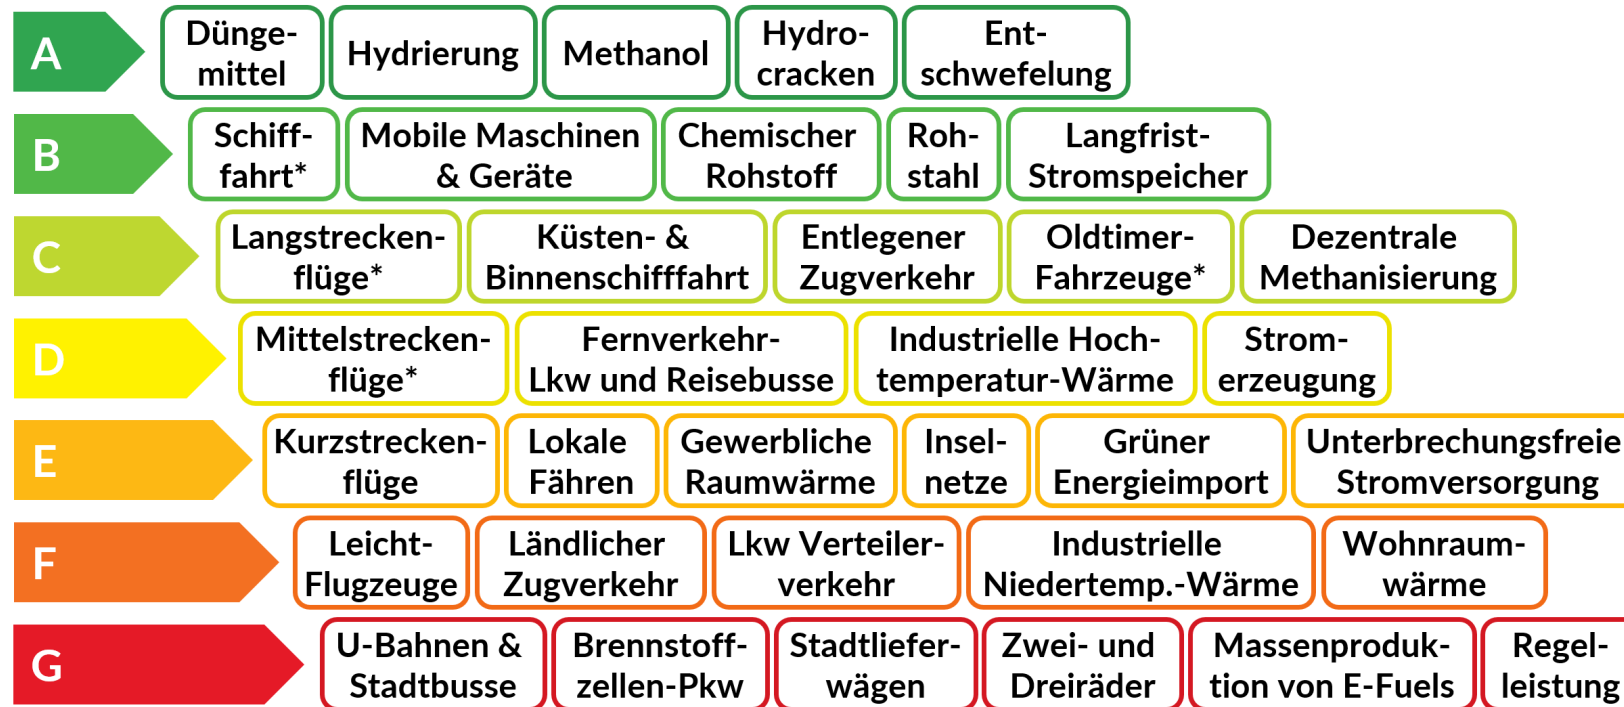 A
Dünge-
mittel
Hydrierung
Methanol
Hydro-
cracken
Ent-
schwefelung
B
Schiff-
fahrt*
Mobile Maschinen
& Geräte
Chemischer
Rohstoff
Roh-
stahl
Langfrist-
Stromspeicher
C
Langstrecken-
flüge*
Küsten- &
Binnenschifffahrt
Entlegener
Zugverkehr
Oldtimer-
Fahrzeuge*
Dezentrale
Methanisierung
D
Mittelstrecken-
flüge*
Fernverkehr-
Lkw und Reisebusse
Industrielle Hoch-
temperatur-Wärme
Strom-
erzeugung
E
Kurzstrecken-
flüge
Lokale
Fähren
Gewerbliche
Raumwärme
Insel-
netze
Grüner
Energieimport
Unterbrechungsfreie
Stromversorgung
F
Leicht-
Flugzeuge
Ländlicher
Zugverkehr
Lkw Verteiler-
verkehr
Industrielle
Niedertemp.-Wärme
Wohnraum-
wärme
G
U-Bahnen &
Stadtbusse
Brennstoff-
zellen-Pkw
Stadtliefer-
wägen
Zwei- und
Dreiräder
Massenproduk-
tion von E-Fuels
Regel-
leistung